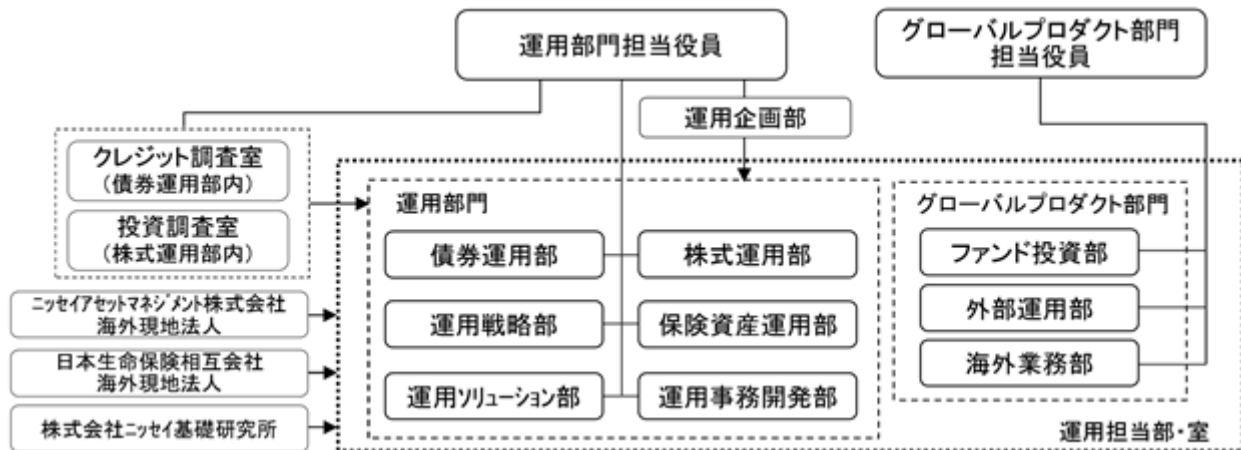 運用部門担当役員
グローバルプロダクト部門
担当役員
運用企画部
クレジット調査室
(債券運用部内)
投資調査室
(株式運用部内)
運用部門
グローバルプロダクト部門
債券運用部
株式運用部
ファンド投資部
ニッセイアセットマネジメント株式会社
海外現地法人
運用戦略部
保険資産運用部
外部運用部
日本生命保険相互会社
海外現地法人
海外業務部
運用ソリューション部
運用事務開発部
株式会社ニッセイ基礎研究所
運用担当部・室